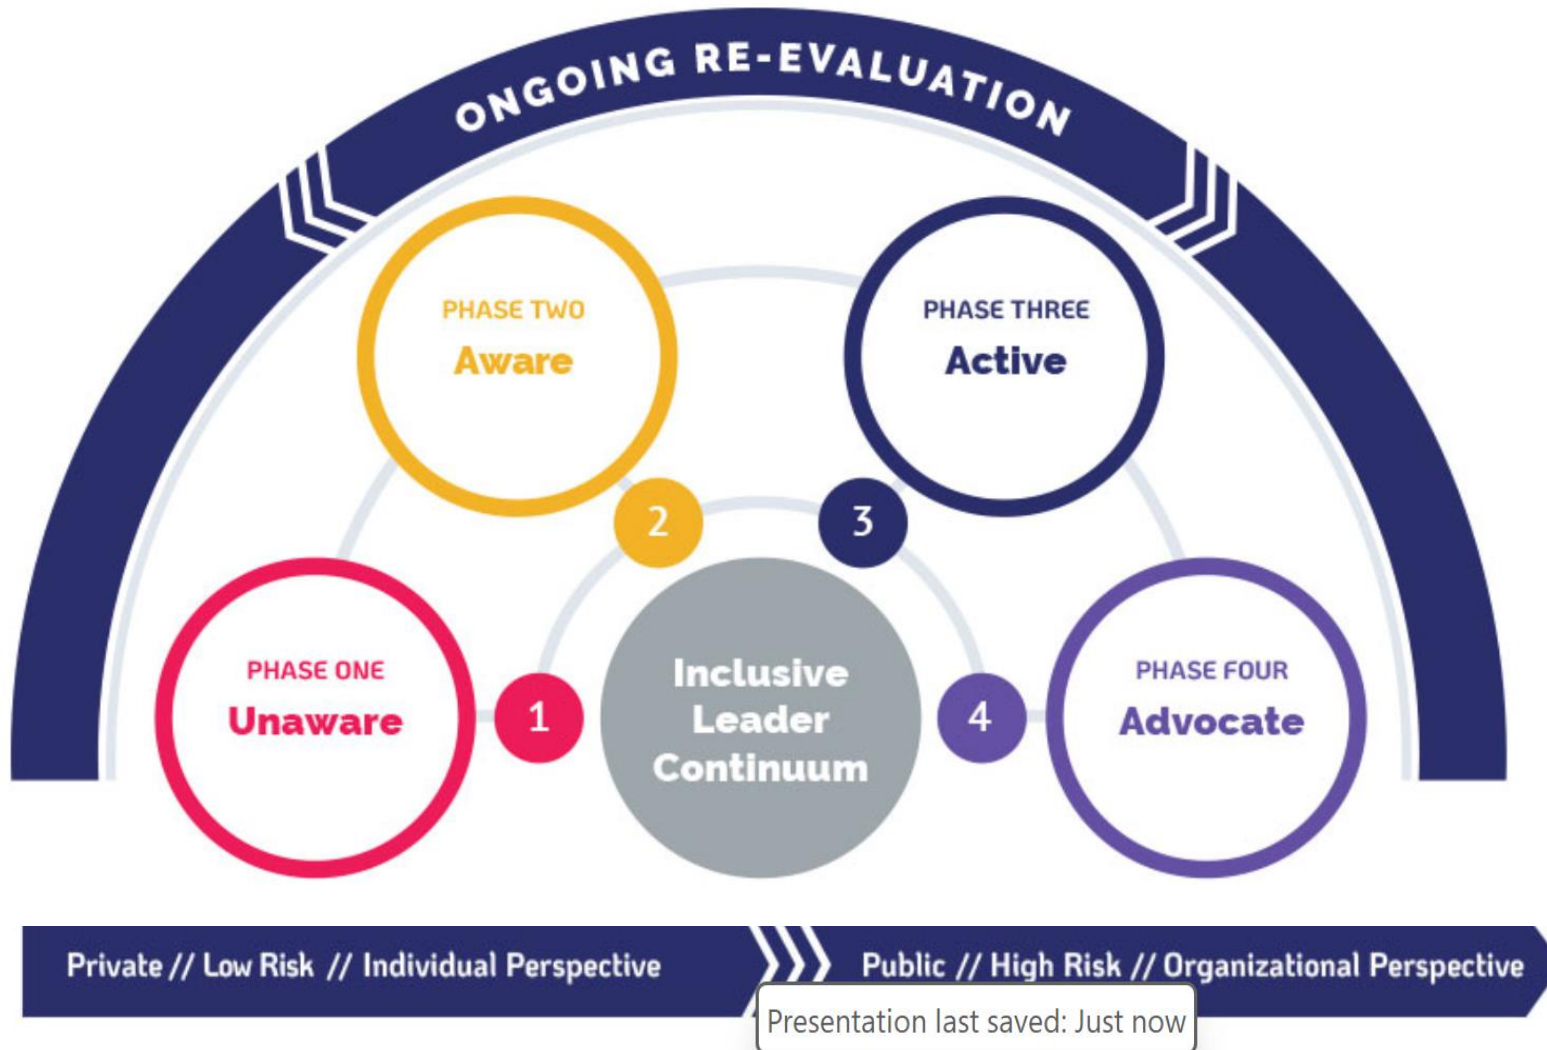 ONGOING RE-EVALUATION
PHASE TWO
Aware
PHASE THREE
Active
2
3
PHASE ONE
Unaware
1
Inclusive
Leader
Continuum
4
PHASE FOUR
Advocate
Private // Low Risk // Individual Perspective
Public // High Risk // Organizational Perspective
Presentation last saved: Just now